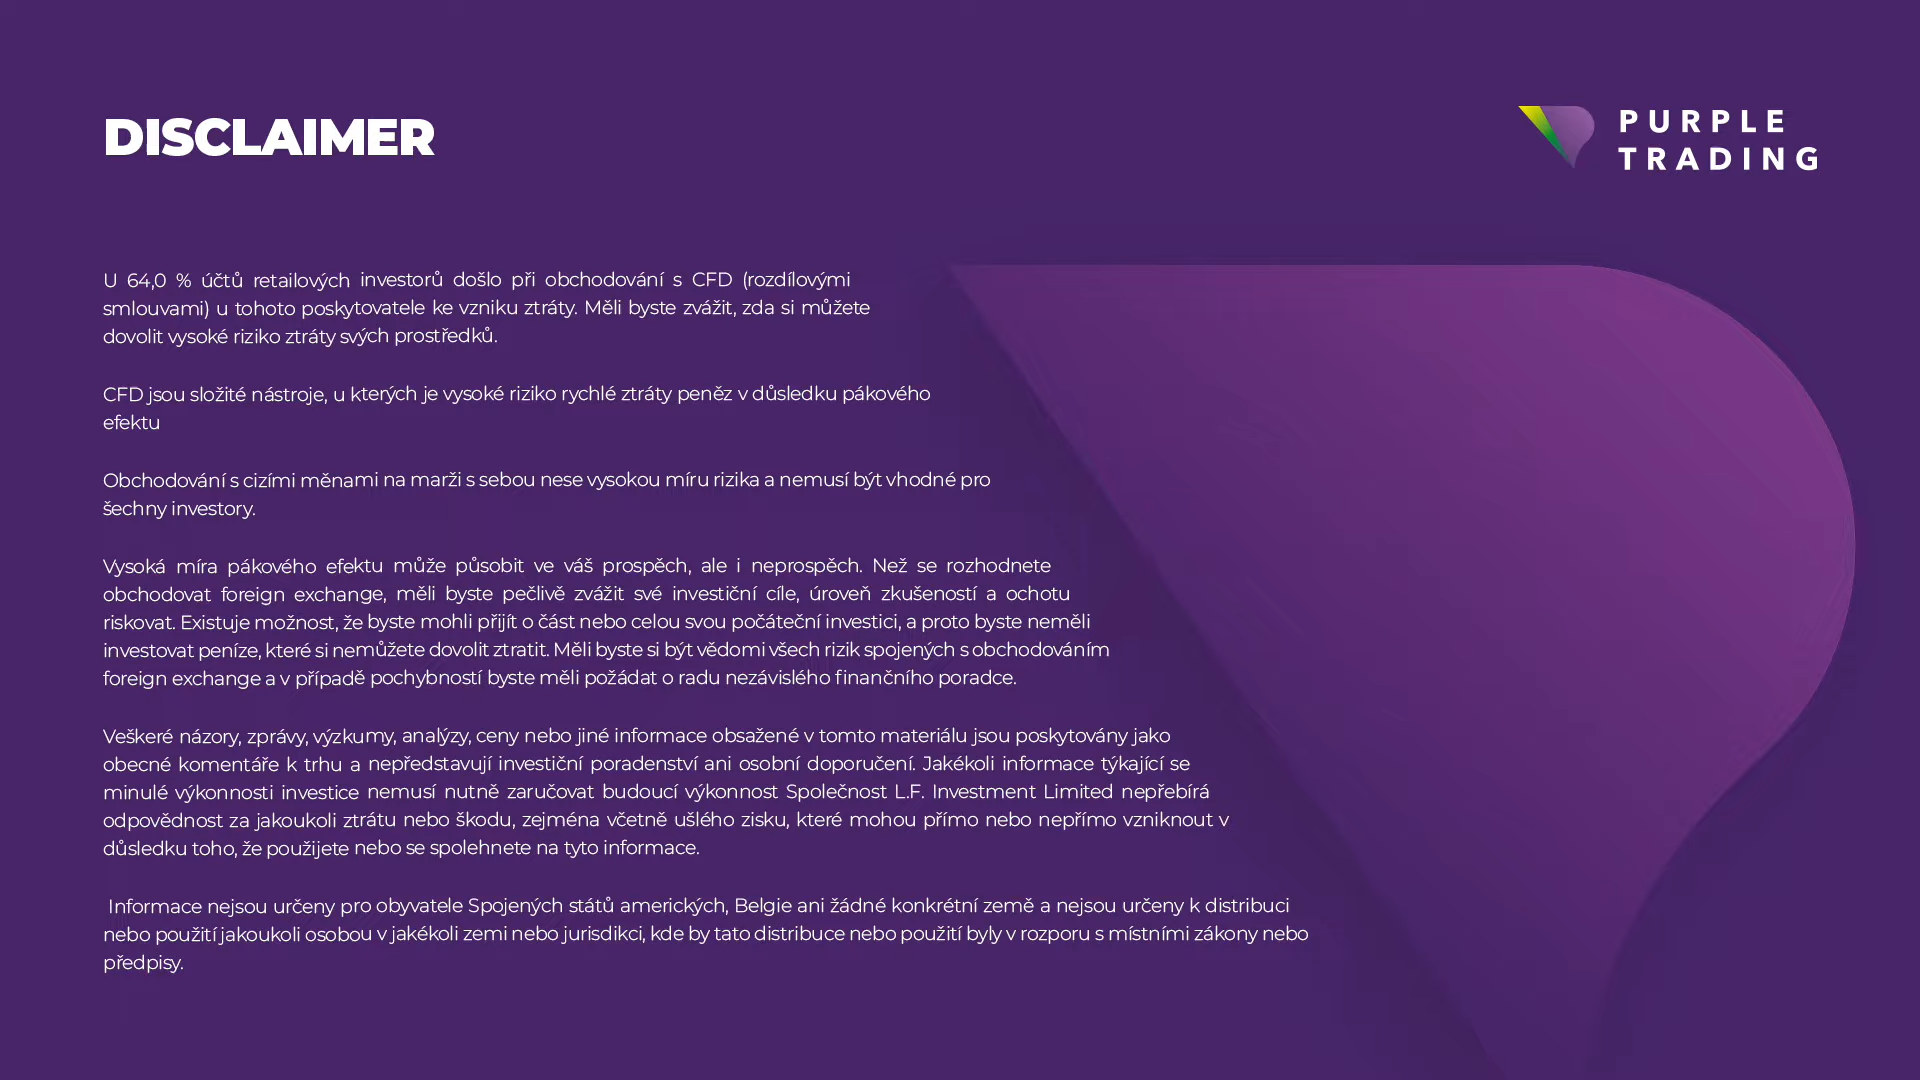 DISCLAIMER
PURPLE
TRADING
U 64,0 % účtů retailových investorů došlo při obchodování s CFD (rozdílovými
smlouvami) u tohoto poskytovatele ke vzniku ztráty. Měli byste zvážit, zda si můžete
dovolit vysoké riziko ztráty svých prostředků.
CFD jsou složité nástroje, u kterých je vysoké riziko rychlé ztráty peněz v důsledku pákového
efektu
Obchodování s cizími měnami na marži s sebou nese vysokou míru rizika a nemusí být vhodné pro
šechny investory.
Vysoká míra pákového efektu může působit ve váš prospěch, ale i neprospěch. Než se rozhodnete
obchodovat foreign exchange, měli byste pečlivě zvážit své investiční cíle, úroveň zkušeností a ochotu
riskovat. Existuje možnost, že byste mohli přijít o část nebo celou svou počáteční investici, a proto byste neměli
investovat peníze, které si nemůžete dovolit ztratit. Měli byste si být vědomi všech rizik spojených s obchodováním
foreign exchange a v případě pochybností byste měli požádat o radu nezávislého finančního poradce.
Veškeré názory, zprávy, výzkumy, analýzy, ceny nebo jiné informace obsažené v tomto materiálu jsou poskytovány jako
obecné komentáře k trhu a nepředstavují investiční poradenství ani osobní doporučení. Jakékoli informace týkající se
minulé výkonnosti investice nemusí nutně zaručovat budoucí výkonnost Společnost L.F. Investment Limited nepřebírá
odpovědnost za jakoukoli ztrátu nebo škodu, zejména včetně ušlého zisku, které mohou přímo nebo nepřímo vzniknout v
důsledku toho, že použijete nebo se spolehnete na tyto informace.
Informace nejsou určeny pro obyvatele Spojených států amerických, Belgie ani žádné konkrétní země a nejsou určeny k distribuci
nebo použití jakoukoli osobou v jakékoli zemi nebo jurisdikci, kde by tato distribuce nebo použití byly v rozporu s místními zákony nebo
předpisy.